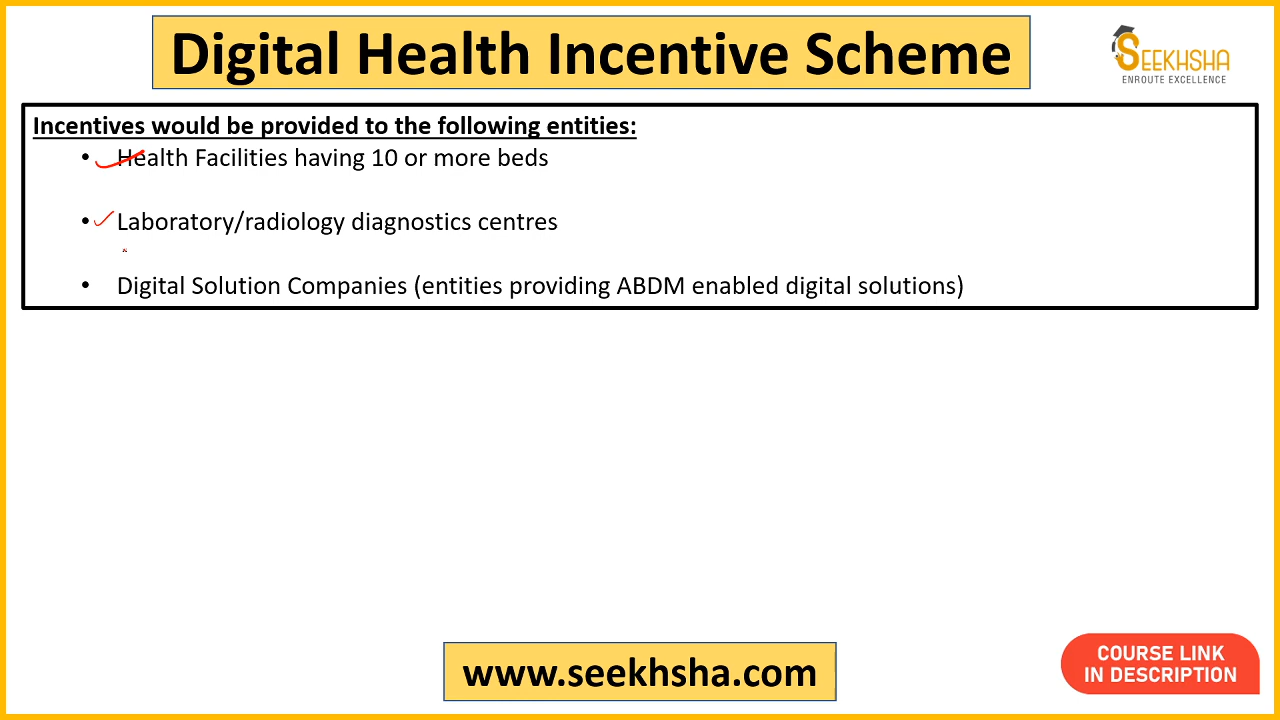 Digital Health Incentive Scheme
SEEKHSHA
ENROUTE EXCELLENCE
Incentives would be provided to the following entities:
• Health Facilities having 10 or more beds
• Laboratory/radiology diagnostics centres
• Digital Solution Companies (entities providing ABDM enabled digital solutions)
www.seekhsha.com
COURSE LINK
IN DESCRIPTION